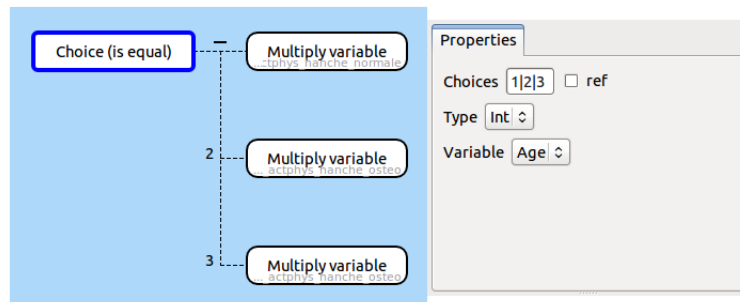 Choice (is equal)
Multiply variable
...ctphys_hanche_normale
2
Multiply variable
... actphys_hanche_osteo
3
Multiply variable
... actphys_hanche_osteo
Properties
Choices 1|2|3 ref
Type Int
Variable Age